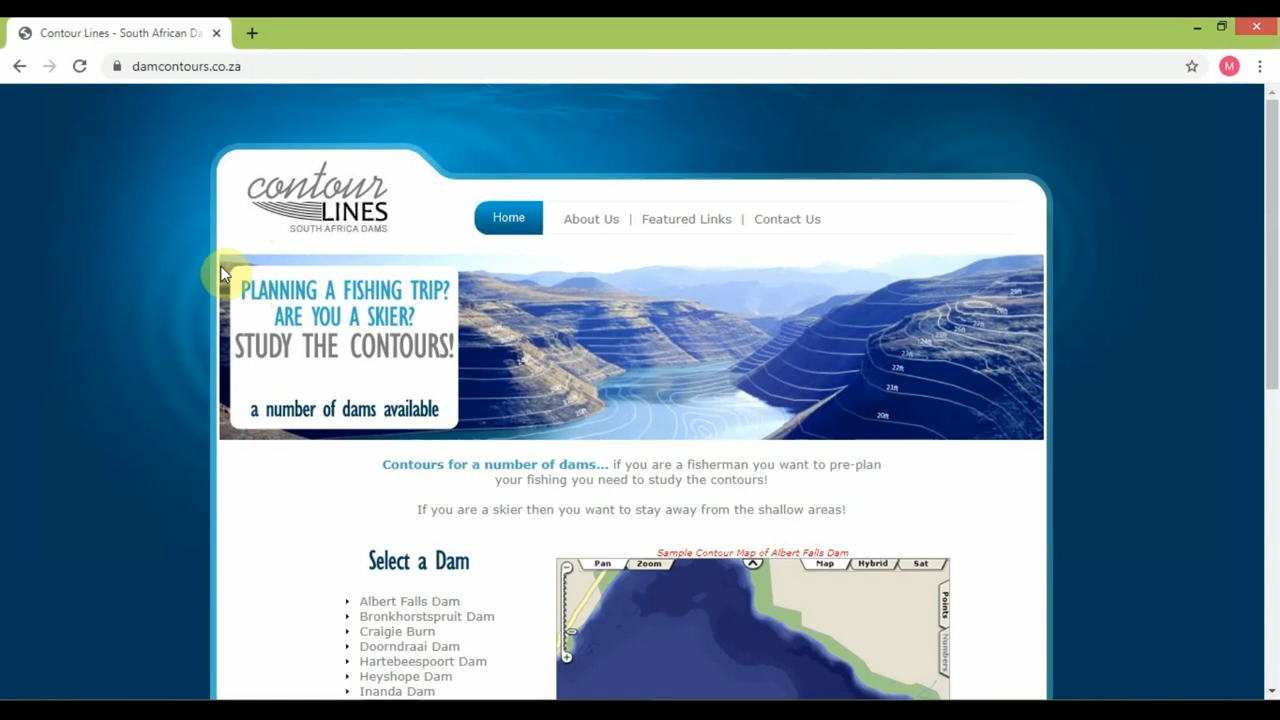 Contour Lines - South African Da
damcontours.co.za
M
contour
LINES
SOUTH AFRICA DAMS
Home About Us | Featured Links | Contact Us
PLANNING A FISHING TRIP?
ARE YOU A SKIER?
STUDY THE CONTOURS!
a number of dams available
25ft
22ft
21ft
20ft
Contours for a number of dams... if you are a fisherman you want to pre-plan
your fishing you need to study the contours!
If you are a skier then you want to stay away from the shallow areas!
Select a Dam
Albert Falls Dam
Bronkhorstspruit Dam
Craigie Burn
Doorndraai Dam
Hartebeespoort Dam
Heyshope Dam
Inanda Dam
Sample Contour Map of Albert Falls Dam
Pan Zoom Map Hybrid Sat
Points
Numbers